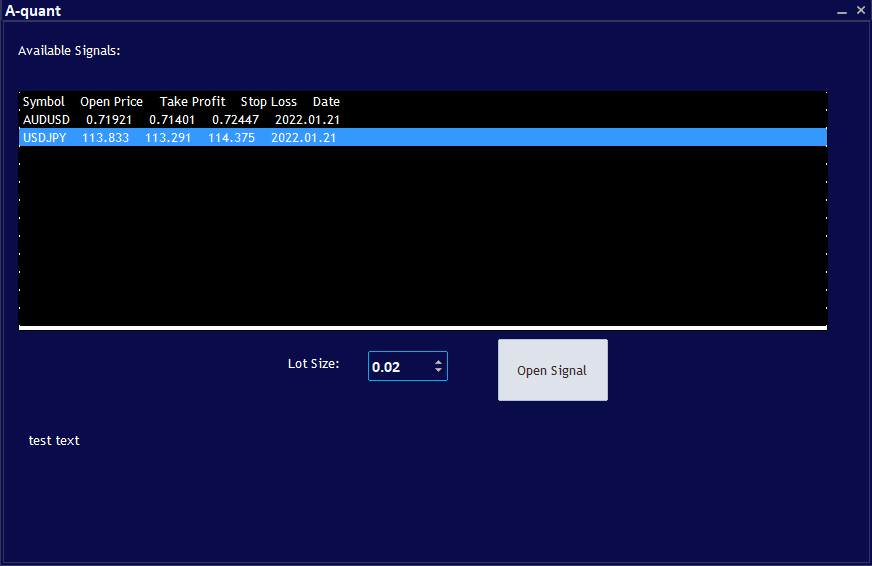 A-quant
Available Signals:
Symbol Open Price Take Profit Stop Loss Date
AUDUSD 0.71921 0.71401 0.72447 2022.01.21
USDJPY 113.833 113.291 114.375 2022.01.21
Lot Size: 0.02 Open Signal
test text